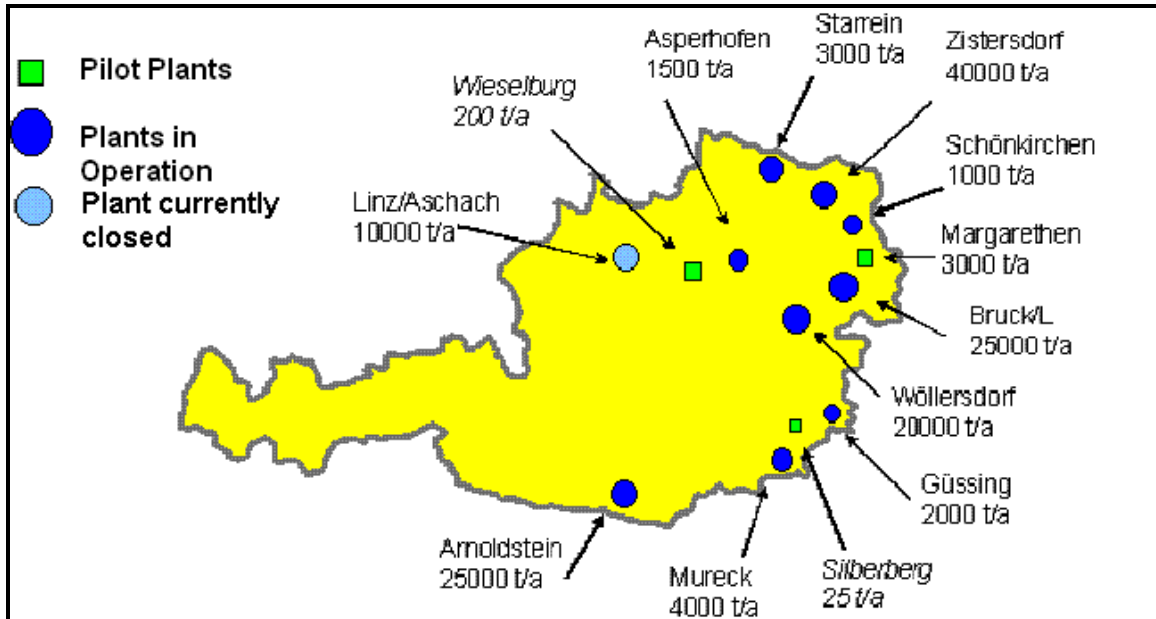 Pilot Plants
Plants in
Operation
Plant currently
closed
Linz/Aschach
10000 t/a
Wieselburg
200 t/a
Asperhofen
1500 t/a
Starrein
3000 t/a
Zistersdorf
40000 t/a
Schönkirchen
1000 t/a
Margarethen
3000 t/a
Bruck/L
25000 t/a
Wöllersdorf
20000 t/a
Güssing
2000 t/a
Silberberg
25 t/a
Mureck
4000 t/a
Arnoldstein
25000 t/a